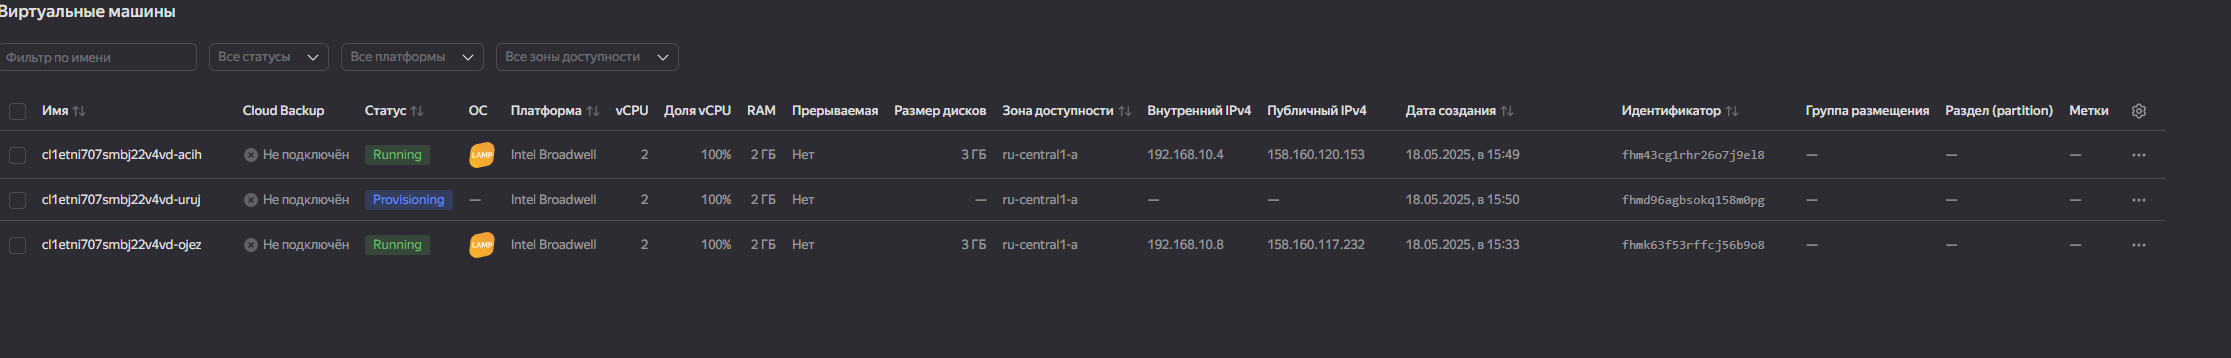 Виртуальные машины
Фильтр по имени Все статусы Все платформы Все зоны доступности
Имя Cloud Backup Статус ОС Платформа vCPU Доля vCPU RAM Прерываемая Размер дисков Зона доступности Внутренний IPv4 Публичный IPv4 Дата создания Идентификатор Группа размещения Раздел (partition) Метки
cl1etni707smbj22v4vd-acih Не подключён Running LAMP Intel Broadwell 2 100% 2 ГБ Нет 3 ГБ ru-central1-a 192.168.10.4 158.160.120.153 18.05.2025, в 15:49 fhm43cg1rhr26o7j9el8 — — —
cl1etni707smbj22v4vd-uruj Не подключён Provisioning — Intel Broadwell 2 100% 2 ГБ Нет — ru-central1-a — — 18.05.2025, в 15:50 fhmd96agbsokq158m0pg — — —
cl1etni707smbj22v4vd-ojez Не подключён Running LAMP Intel Broadwell 2 100% 2 ГБ Нет 3 ГБ ru-central1-a 192.168.10.8 158.160.117.232 18.05.2025, в 15:33 fhmk63f53rffcj56b9o8 — — —